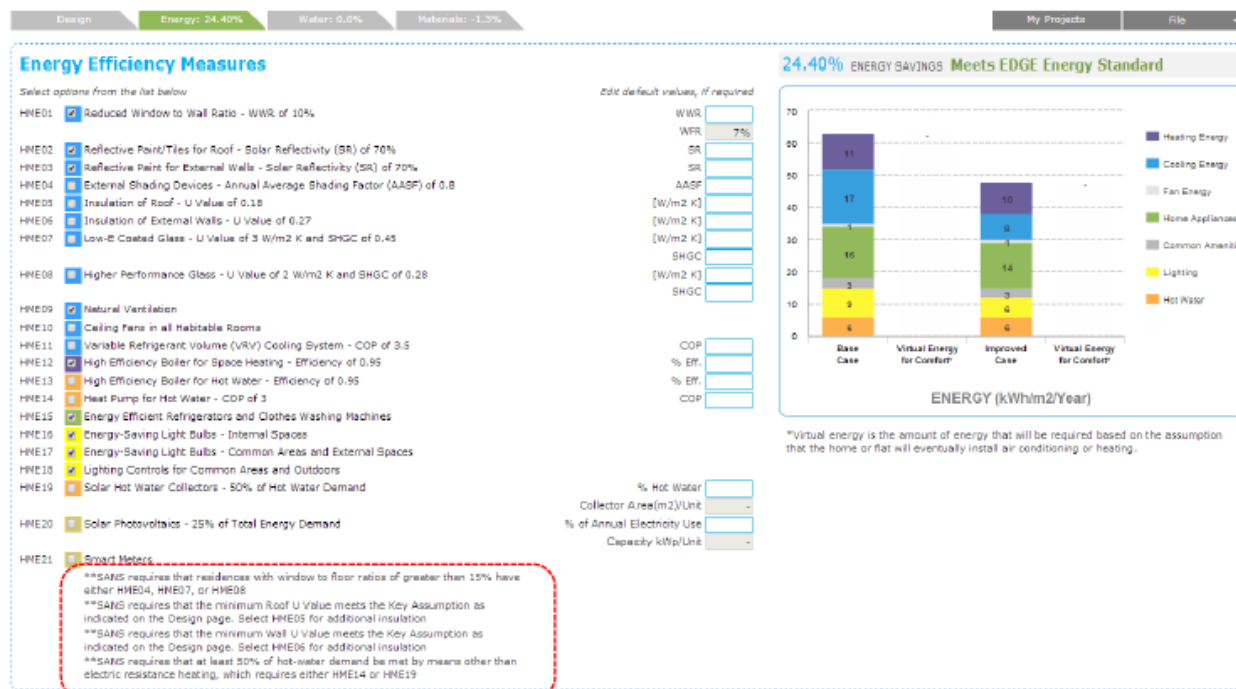 Design
Energy: 24.40%
Water: 0.0%
Materials: -1.3%
My Projects
File
Energy Efficiency Measures
Select options from the list below
Edit default values, if required
HME01 Reduced Window to Wall Ratio - WWR of 10% WWR
WFR 7%
HME02 Reflective Paint/Tiles for Roof - Solar Reflectivity (SR) of 70% SR
HME03 Reflective Paint for External Walls - Solar Reflectivity (SR) of 70% SR
HME04 External Shading Devices - Annual Average Shading Factor (AASF) of 0.8 AASF
HME05 Insulation of Roof - U Value of 0.18 [W/m2 K]
HME06 Insulation of External Walls - U Value of 0.27 [W/m2 K]
HME07 Low-E Coated Glass - U Value of 3 W/m2 K and SHGC of 0.45 [W/m2 K]
SHGC
HME08 Higher Performance Glass - U Value of 2 W/m2 K and SHGC of 0.28 [W/m2 K]
SHGC
HME09 Natural Ventilation
HME10 Ceiling Fans in all Habitable Rooms
HME11 Variable Refrigerant Volume (VRV) Cooling System - COP of 3.5 COP
HME12 High Efficiency Boiler for Space Heating - Efficiency of 0.95 % Eff.
HME13 High Efficiency Boiler for Hot Water - Efficiency of 0.95 % Eff.
HME14 Heat Pump for Hot Water - COP of 3 COP
HME15 Energy Efficient Refrigerators and Clothes Washing Machines
HME16 Energy-Saving Light Bulbs - Internal Spaces
HME17 Energy-Saving Light Bulbs - Common Areas and External Spaces
HME18 Lighting Controls for Common Areas and Outdoors
HME19 Solar Hot Water Collectors - 50% of Hot Water Demand % Hot Water
Collector Area(m2)/Unit -
HME20 Solar Photovoltaics - 25% of Total Energy Demand % of Annual Electricity Use
Capacity kWp/Unit -
HME21 Smart Meters
**SANS requires that residences with window to floor ratios of greater than 15% have
either HME04, HME07, or HME08
**SANS requires that the minimum Roof U Value meets the Key Assumption as
indicated on the Design page. Select HME05 for additional insulation
**SANS requires that the minimum Wall U Value meets the Key Assumption as
indicated on the Design page. Select HME06 for additional insulation
**SANS requires that at least 50% of hot-water demand be met by means other than
electric resistance heating, which requires either HME14 or HME19
24.40% ENERGY SAVINGS Meets EDGE Energy Standard
70
60
50
40
30
20
10
0
11
17
1
16
3
9
6
-
10
8
1
14
3
6
6
-
Base Case
Virtual Energy for Comfort*
Improved Case
Virtual Energy for Comfort*
Heating Energy
Cooling Energy
Fan Energy
Home Appliances
Common Ameniti
Lighting
Hot Water
ENERGY (kWh/m2/Year)
*Virtual energy is the amount of energy that will be required based on the assumption
that the home or flat will eventually install air conditioning or heating.